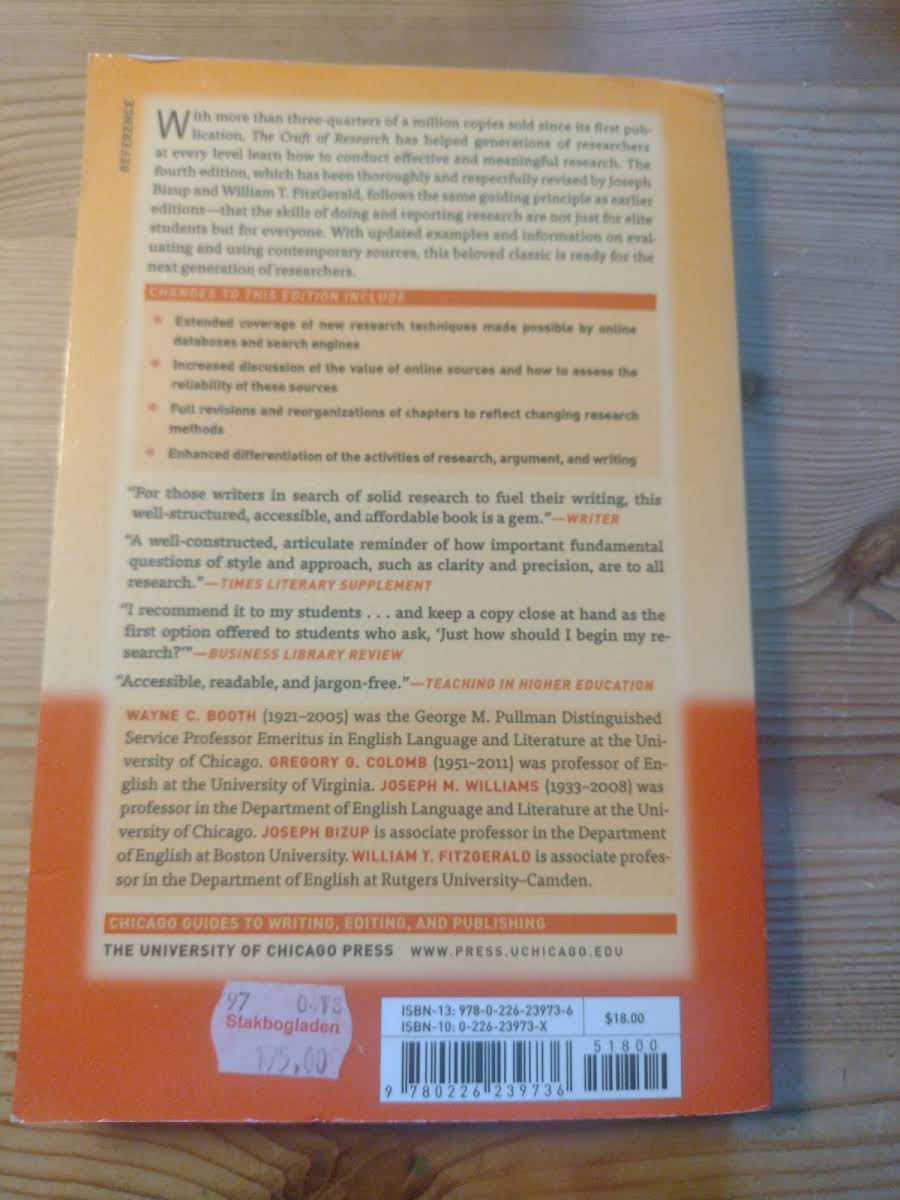 REFERENCE
With more than three-quarters of a million copies sold since its first pub-
lication, The Craft of Research has helped generations of researchers
at every level learn how to conduct effective and meaningful research. The
fourth edition, which has been thoroughly and respectfully revised by Joseph
Bizup and William T. FitzGerald, follows the same guiding principle as earlier
editions—that the skills of doing and reporting research are not just for elite
students but for everyone. With updated examples and information on eval-
uating and using contemporary sources, this beloved classic is ready for the
next generation of researchers.
CHANGES TO THIS EDITION INCLUDE
• Extended coverage of new research techniques made possible by online
databases and search engines
• Increased discussion of the value of online sources and how to assess the
reliability of these sources
• Full revisions and reorganizations of chapters to reflect changing research
methods
• Enhanced differentiation of the activities of research, argument, and writing
“For those writers in search of solid research to fuel their writing, this
well-structured, accessible, and affordable book is a gem.”—WRITER
“A well-constructed, articulate reminder of how important fundamental
questions of style and approach, such as clarity and precision, are to all
research.”—TIMES LITERARY SUPPLEMENT
“I recommend it to my students . . . and keep a copy close at hand as the
first option offered to students who ask, ‘Just how should I begin my re-
search?’”—BUSINESS LIBRARY REVIEW
“Accessible, readable, and jargon-free.”—TEACHING IN HIGHER EDUCATION
WAYNE C. BOOTH (1921–2005) was the George M. Pullman Distinguished
Service Professor Emeritus in English Language and Literature at the Uni-
versity of Chicago. GREGORY G. COLOMB (1951–2011) was professor of En-
glish at the University of Virginia. JOSEPH M. WILLIAMS (1933–2008) was
professor in the Department of English Language and Literature at the Uni-
versity of Chicago. JOSEPH BIZUP is associate professor in the Department
of English at Boston University. WILLIAM T. FITZGERALD is associate profes-
sor in the Department of English at Rutgers University–Camden.
CHICAGO GUIDES TO WRITING, EDITING, AND PUBLISHING
THE UNIVERSITY OF CHICAGO PRESS WWW.PRESS.UCHICAGO.EDU
97
Stakbogladen
ISBN-13: 978-0-226-23973-6
ISBN-10: 0-226-23973-X
$18.00
51800
9 780226 239736